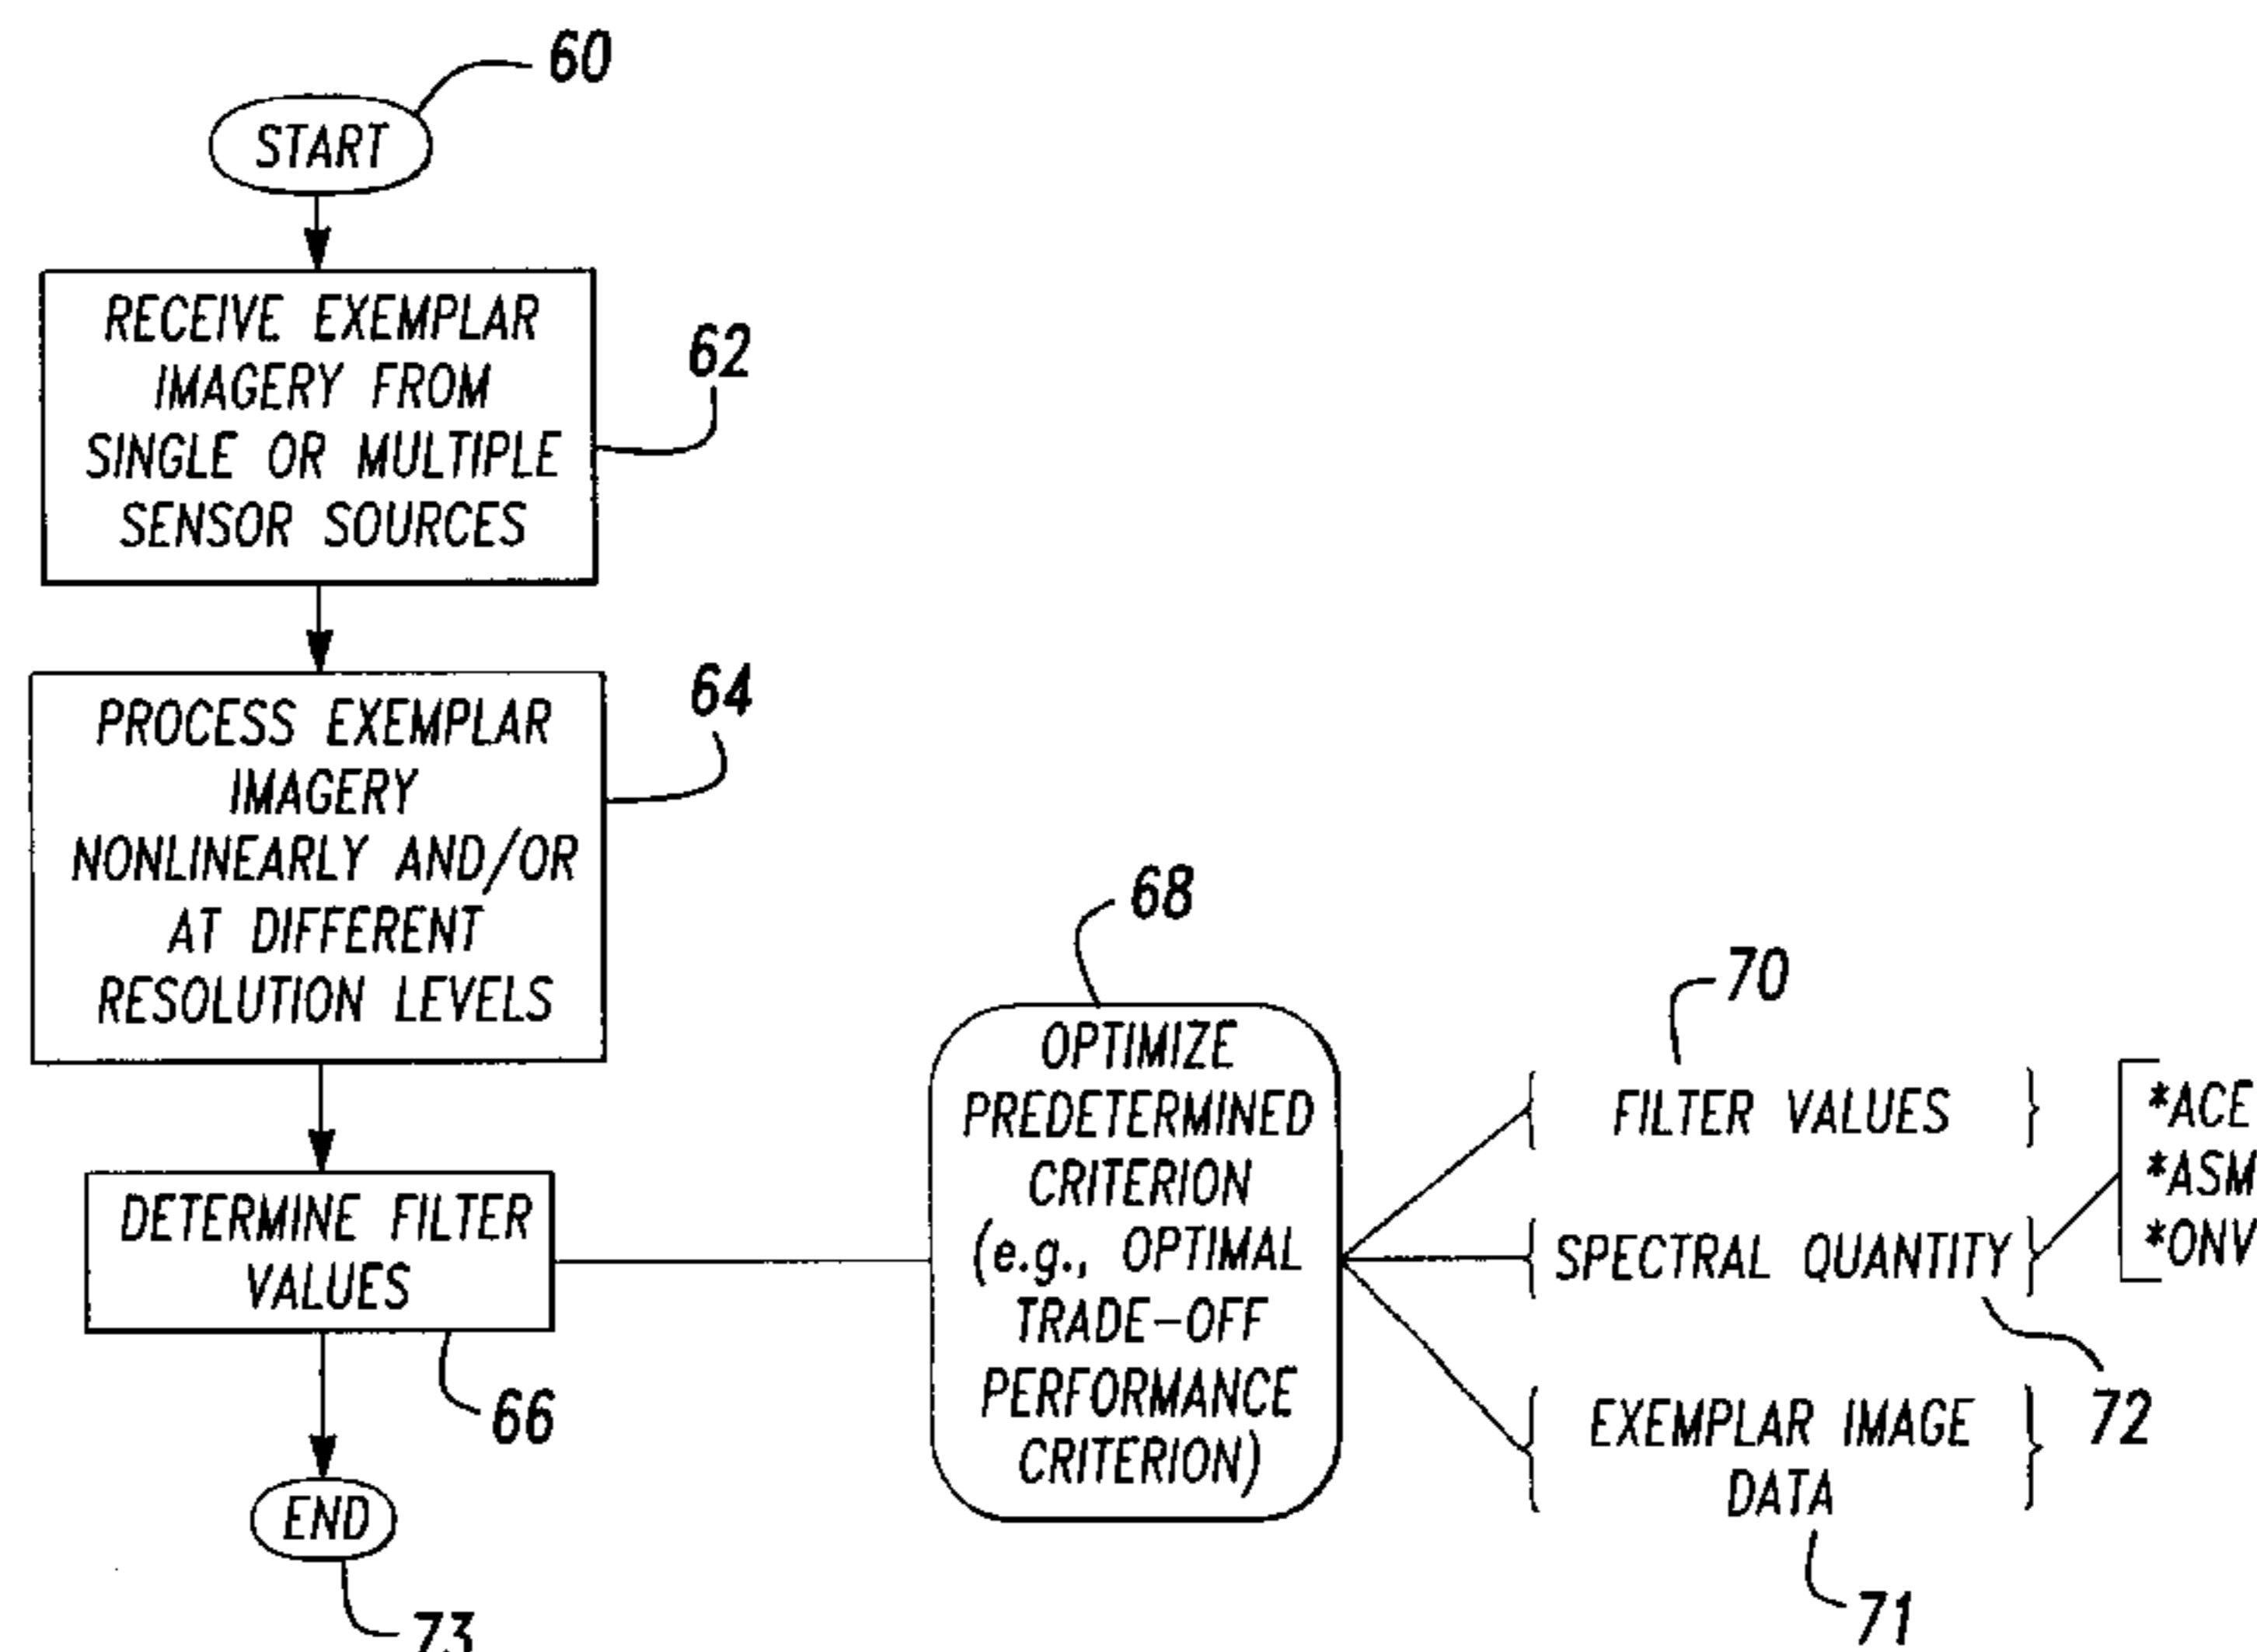 60
START
RECEIVE EXEMPLAR
IMAGERY FROM
SINGLE OR MULTIPLE
SENSOR SOURCES
62
PROCESS EXEMPLAR
IMAGERY
NONLINEARLY AND/OR
AT DIFFERENT
RESOLUTION LEVELS
64
DETERMINE FILTER
VALUES
66
END
73
68
OPTIMIZE
PREDETERMINED
CRITERION
(e.g., OPTIMAL
TRADE-OFF
PERFORMANCE
CRITERION)
70
{ FILTER VALUES }
{ SPECTRAL QUANTITY }
72
{ EXEMPLAR IMAGE
DATA }
71
*ACE
*ASM
*ONV